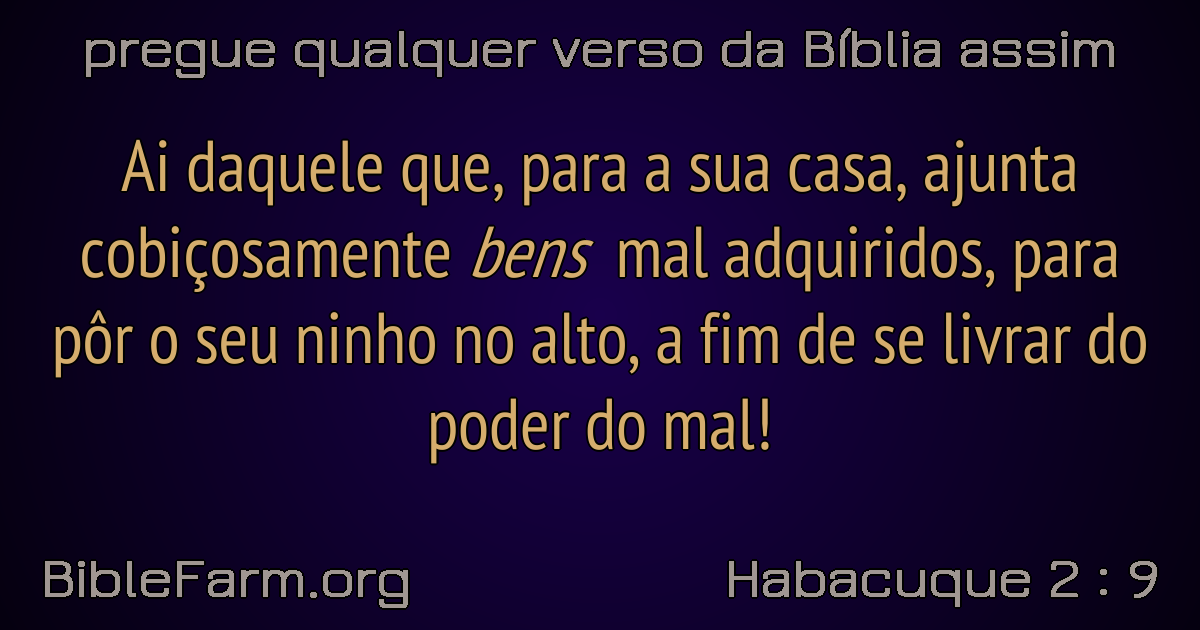 pregue qualquer verso da Bíblia assim
Ai daquele que, para a sua casa, ajunta
cobiçosamente bens mal adquiridos, para
pôr o seu ninho no alto, a fim de se livrar do
poder do mal!
BibleFarm.org
Habacuque 2 : 9